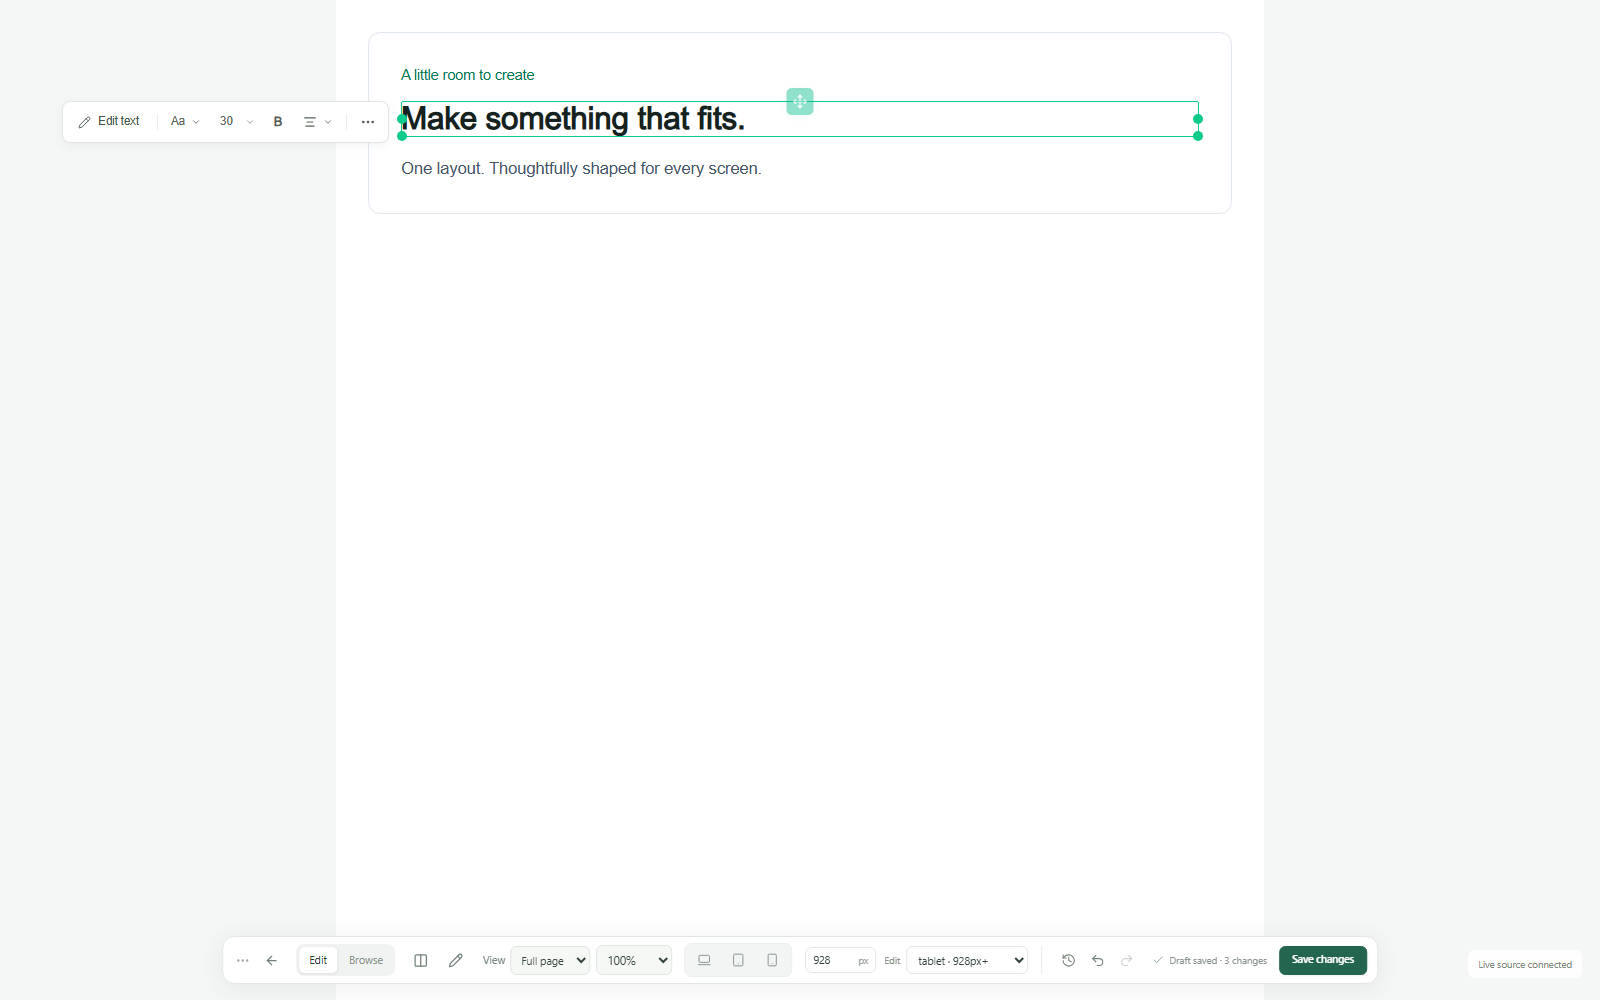 A little room to create
Edit text
Aa
30
B
Make something that fits.
One layout. Thoughtfully shaped for every screen.
Edit
Browse
View
Full page
100%
928
px
Edit
tablet · 928px+
Draft saved · 3 changes
Save changes
Live source connected